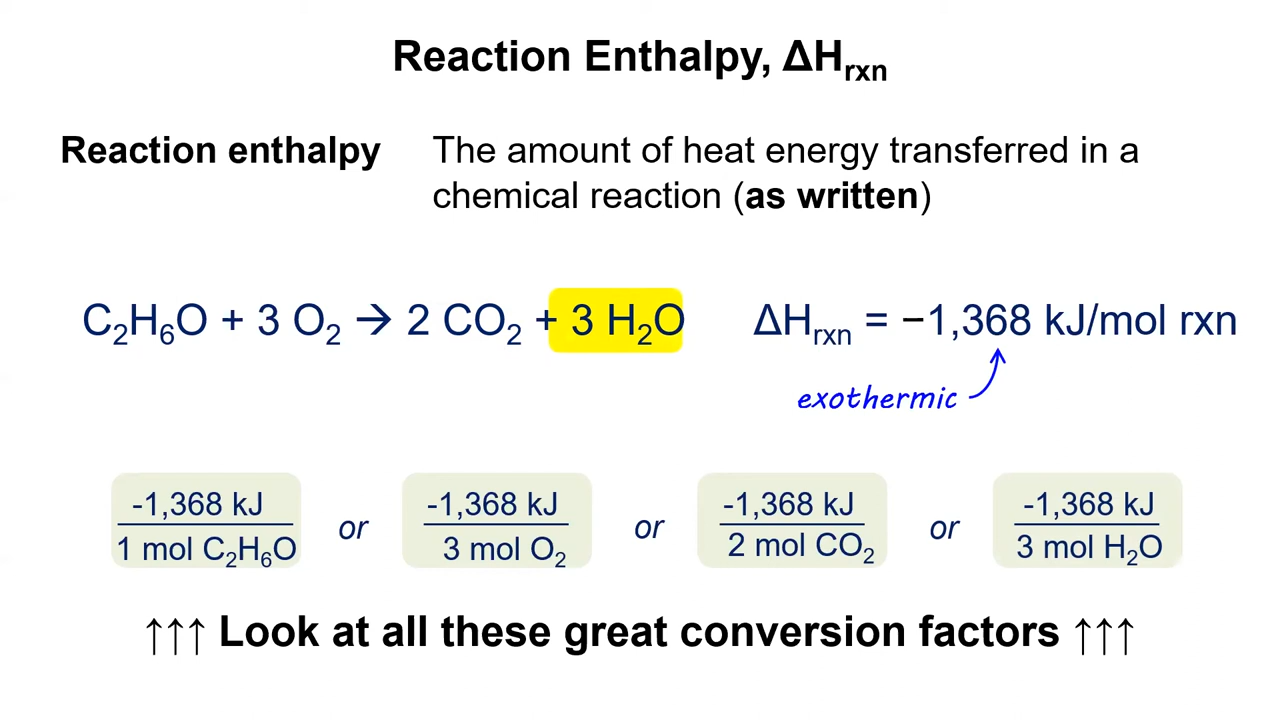 Reaction Enthalpy, ΔHrxn
Reaction enthalpy The amount of heat energy transferred in a
chemical reaction (as written)
C₂H₆O + 3 O₂ → 2 CO₂ + 3 H₂O ΔHrxn = −1,368 kJ/mol rxn
exothermic
-1,368 kJ or -1,368 kJ or -1,368 kJ or -1,368 kJ
1 mol C₂H₆O 3 mol O₂ 2 mol CO₂ 3 mol H₂O
↑↑↑ Look at all these great conversion factors ↑↑↑